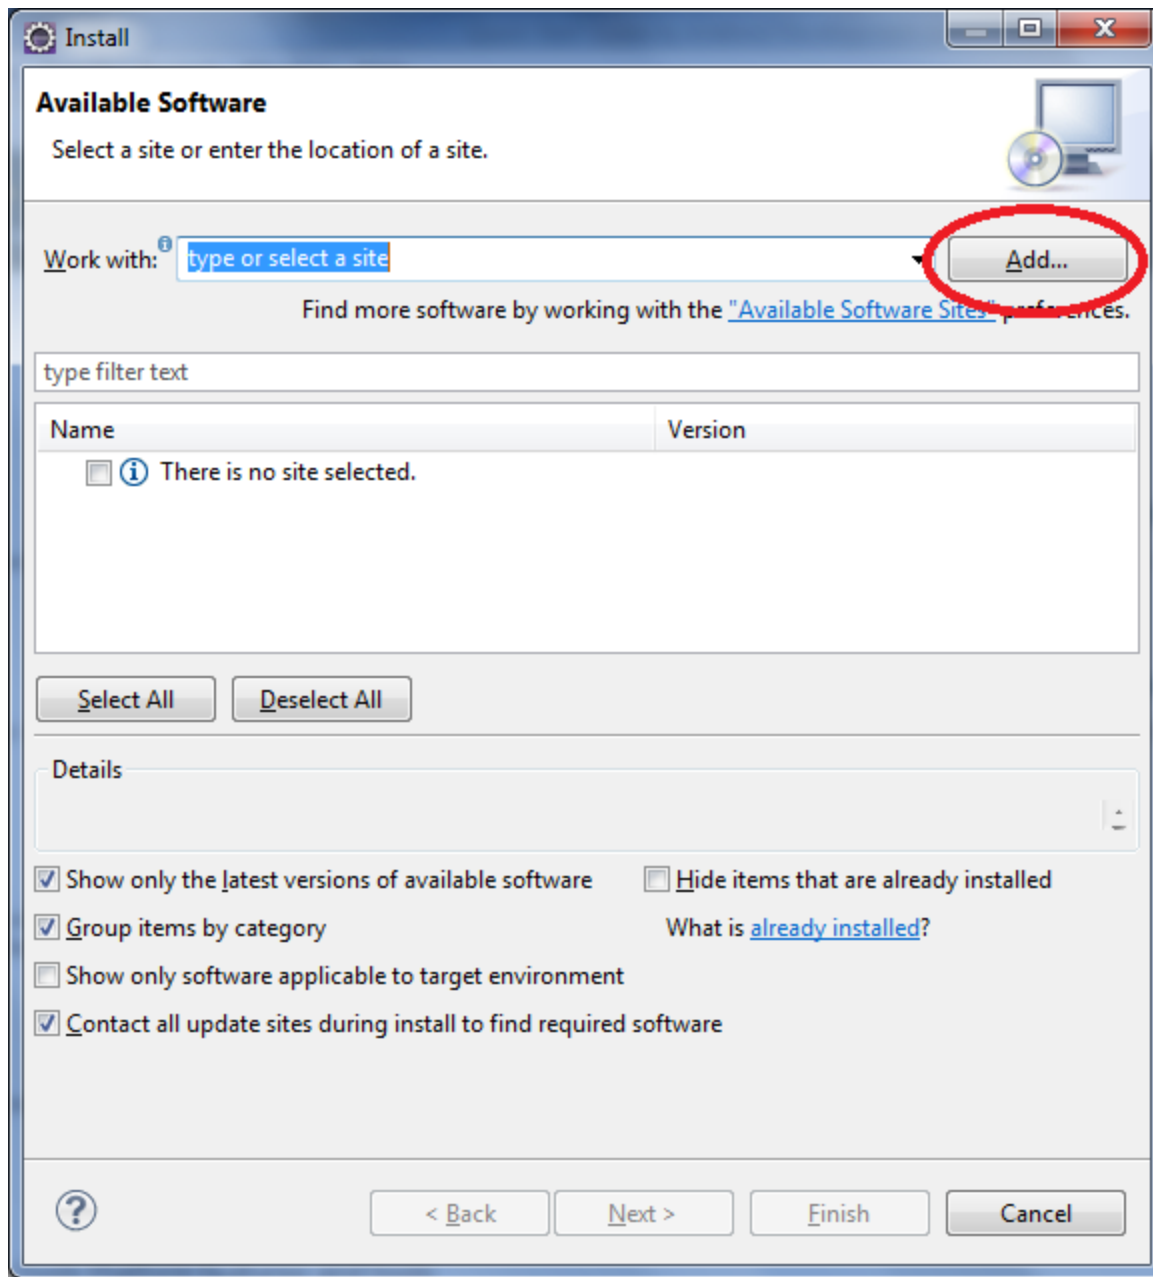 Install
Available Software
Select a site or enter the location of a site.
Work with: type or select a site Add...
Find more software by working with the "Available Software Sites" preferences.
type filter text
Name Version
There is no site selected.
Select All Deselect All
Details
Show only the latest versions of available software Hide items that are already installed
Group items by category What is already installed?
Show only software applicable to target environment
Contact all update sites during install to find required software
? < Back Next > Finish Cancel